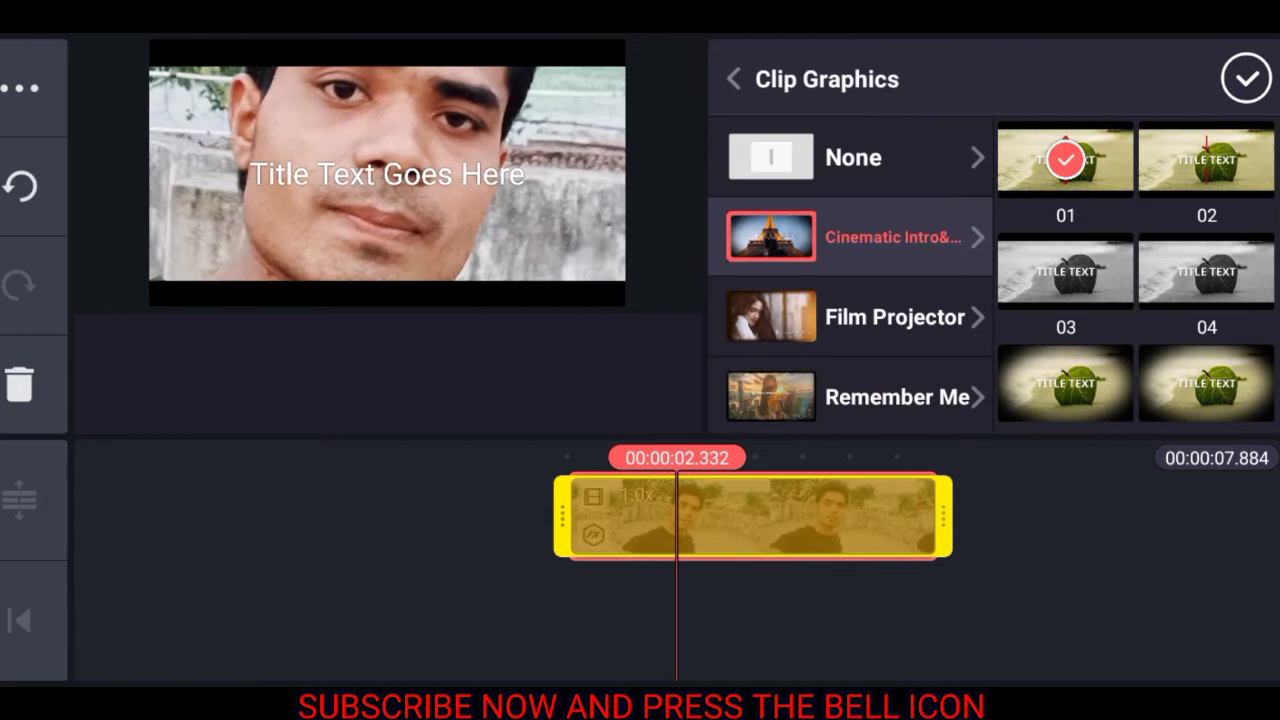 Clip Graphics
Title Text Goes Here
None
Cinematic Intro&...
Film Projector
Remember Me
TITLE TEXT
01
02
TITLE TEXT
TITLE TEXT
03
04
TITLE TEXT
TITLE TEXT
00:00:02.332
00:00:07.884
1.0x
FX
SUBSCRIBE NOW AND PRESS THE BELL ICON